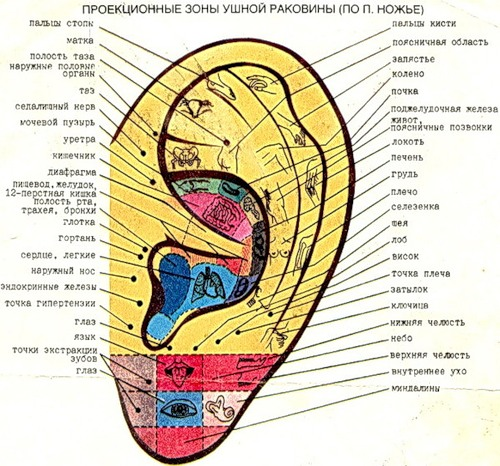 ПРОЕКЦИОННЫЕ ЗОНЫ УШНОЙ РАКОВИНЫ (ПО П. НОЖЬЕ)
пальцы стопы
матка
полость таза
наружные половые
органы
таз
седалищный нерв
мочевой пузырь
уретра
кишечник
диафрагма
пищевод, желудок,
12-перстная кишка
полость рта,
трахея, бронхи
глотка
гортань
сердце, легкие
наружный нос
эндокринные железы
точка гипертензии
глаз
язык
точки экстракции
зубов
глаз
пальцы кисти
поясничная область
запястье
колено
почка
поджелудочная железа
живот,
поясничные позвонки
локоть
печень
грудь
плечо
селезенка
шея
лоб
висок
точка плеча
затылок
ключица
нижняя челюсть
небо
верхняя челюсть
внутреннее ухо
миндалины